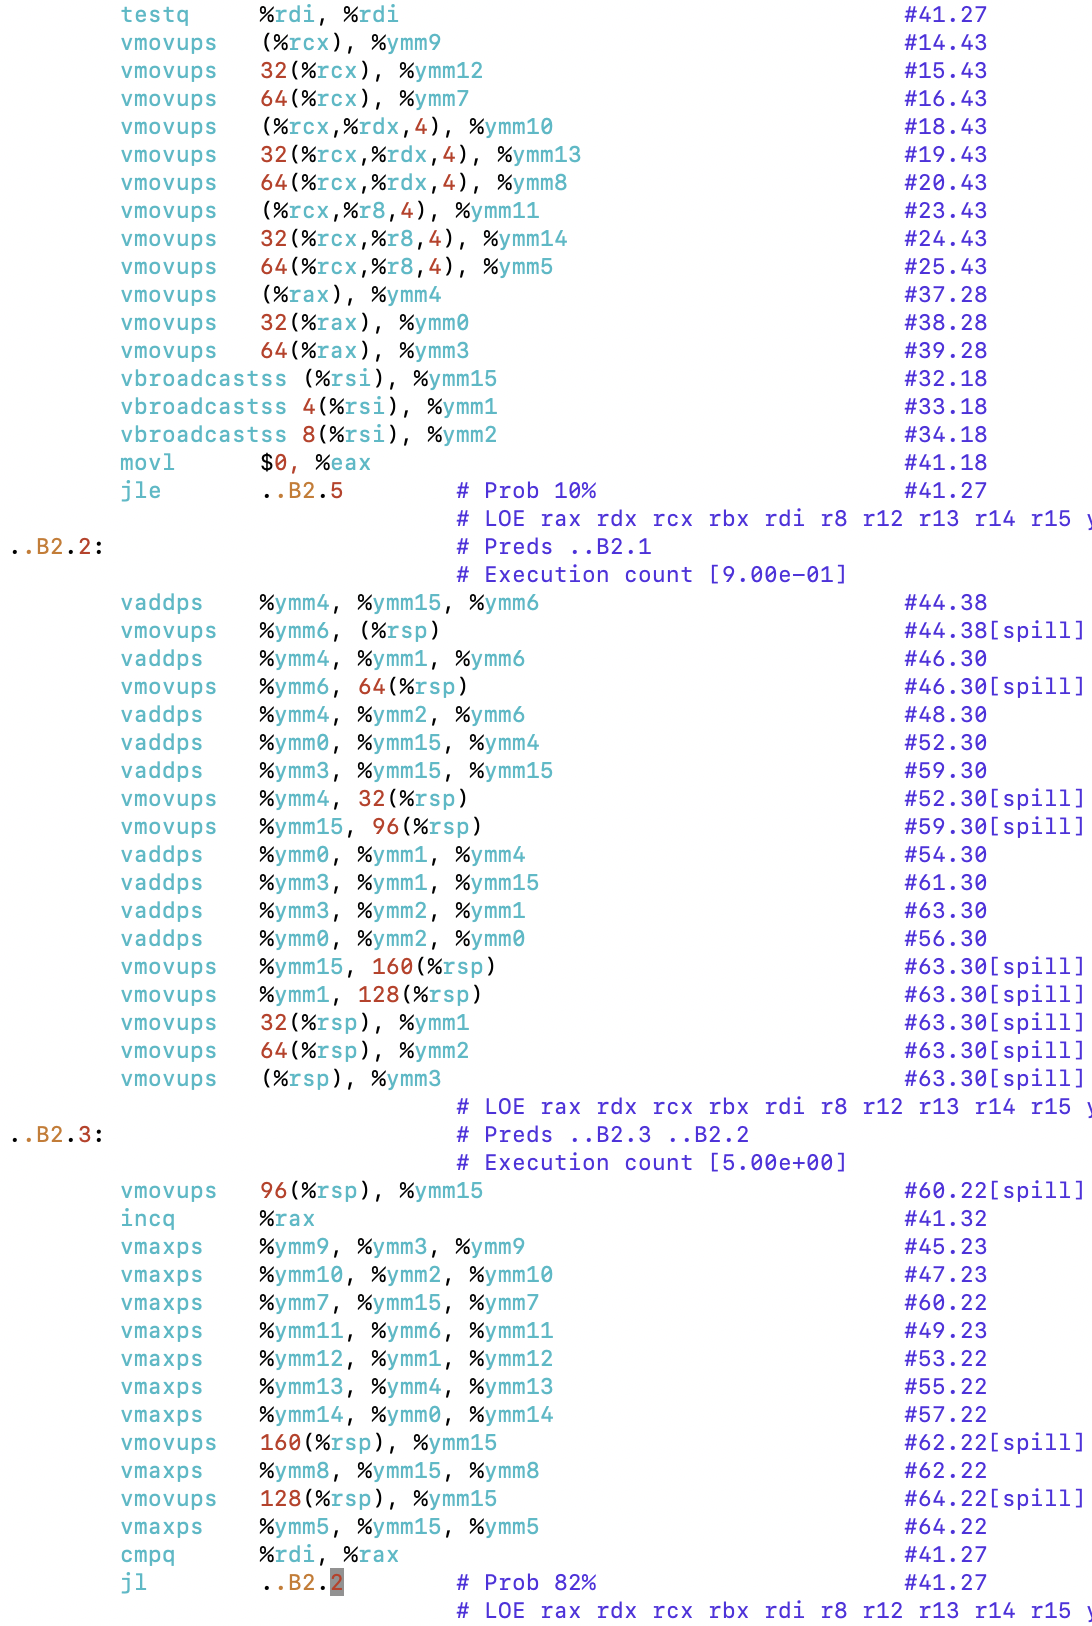 testq %rdi, %rdi #41.27
vmovups (%rcx), %ymm9 #14.43
vmovups 32(%rcx), %ymm12 #15.43
vmovups 64(%rcx), %ymm7 #16.43
vmovups (%rcx,%rdx,4), %ymm10 #18.43
vmovups 32(%rcx,%rdx,4), %ymm13 #19.43
vmovups 64(%rcx,%rdx,4), %ymm8 #20.43
vmovups (%rcx,%r8,4), %ymm11 #23.43
vmovups 32(%rcx,%r8,4), %ymm14 #24.43
vmovups 64(%rcx,%r8,4), %ymm5 #25.43
vmovups (%rax), %ymm4 #37.28
vmovups 32(%rax), %ymm0 #38.28
vmovups 64(%rax), %ymm3 #39.28
vbroadcastss (%rsi), %ymm15 #32.18
vbroadcastss 4(%rsi), %ymm1 #33.18
vbroadcastss 8(%rsi), %ymm2 #34.18
movl $0, %eax #41.18
jle ..B2.5 # Prob 10% #41.27
# LOE rax rdx rcx rbx rdi r8 r12 r13 r14 r15 y
..B2.2: # Preds ..B2.1
# Execution count [9.00e-01]
vaddps %ymm4, %ymm15, %ymm6 #44.38
vmovups %ymm6, (%rsp) #44.38[spill]
vaddps %ymm4, %ymm1, %ymm6 #46.30
vmovups %ymm6, 64(%rsp) #46.30[spill]
vaddps %ymm4, %ymm2, %ymm6 #48.30
vaddps %ymm0, %ymm15, %ymm4 #52.30
vaddps %ymm3, %ymm15, %ymm15 #59.30
vmovups %ymm4, 32(%rsp) #52.30[spill]
vmovups %ymm15, 96(%rsp) #59.30[spill]
vaddps %ymm0, %ymm1, %ymm4 #54.30
vaddps %ymm3, %ymm1, %ymm15 #61.30
vaddps %ymm3, %ymm2, %ymm1 #63.30
vaddps %ymm0, %ymm2, %ymm0 #56.30
vmovups %ymm15, 160(%rsp) #63.30[spill]
vmovups %ymm1, 128(%rsp) #63.30[spill]
vmovups 32(%rsp), %ymm1 #63.30[spill]
vmovups 64(%rsp), %ymm2 #63.30[spill]
vmovups (%rsp), %ymm3 #63.30[spill]
# LOE rax rdx rcx rbx rdi r8 r12 r13 r14 r15 y
..B2.3: # Preds ..B2.3 ..B2.2
# Execution count [5.00e+00]
vmovups 96(%rsp), %ymm15 #60.22[spill]
incq %rax #41.32
vmaxps %ymm9, %ymm3, %ymm9 #45.23
vmaxps %ymm10, %ymm2, %ymm10 #47.23
vmaxps %ymm7, %ymm15, %ymm7 #60.22
vmaxps %ymm11, %ymm6, %ymm11 #49.23
vmaxps %ymm12, %ymm1, %ymm12 #53.22
vmaxps %ymm13, %ymm4, %ymm13 #55.22
vmaxps %ymm14, %ymm0, %ymm14 #57.22
vmovups 160(%rsp), %ymm15 #62.22[spill]
vmaxps %ymm8, %ymm15, %ymm8 #62.22
vmovups 128(%rsp), %ymm15 #64.22[spill]
vmaxps %ymm5, %ymm15, %ymm5 #64.22
cmpq %rdi, %rax #41.27
jl ..B2.2 # Prob 82% #41.27
# LOE rax rdx rcx rbx rdi r8 r12 r13 r14 r15 y